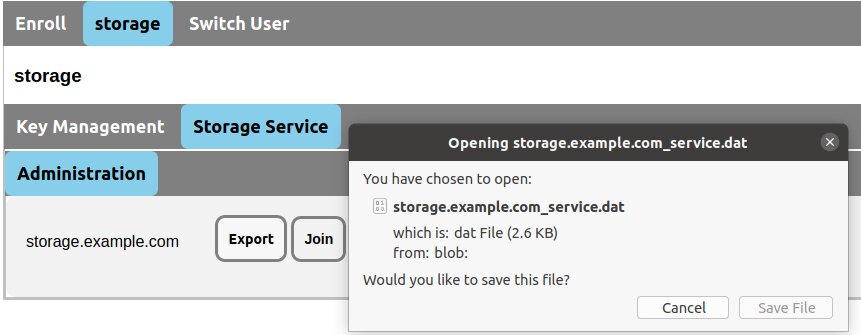 Enroll storage Switch User
storage
Key Management Storage Service
Administration
storage.example.com Export Join
Opening storage.example.com_service.dat
You have chosen to open:
storage.example.com_service.dat
which is: dat File (2.6 KB)
from: blob:
Would you like to save this file?
Cancel Save File